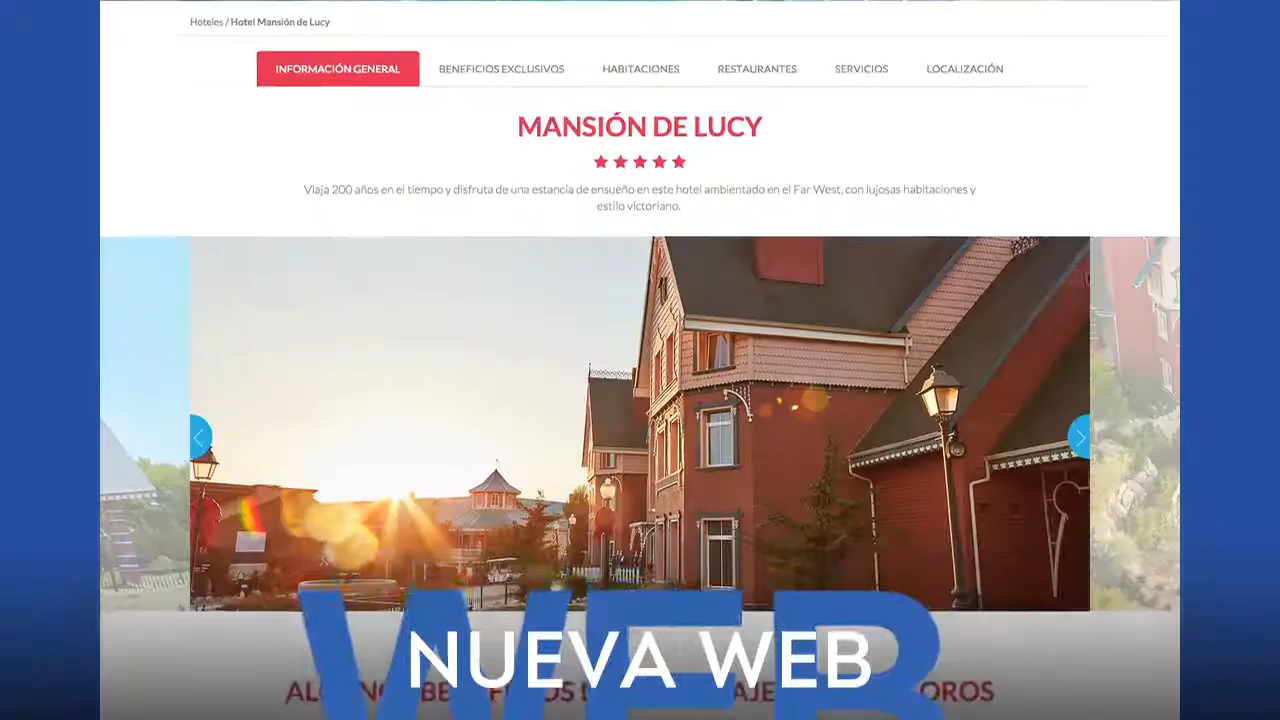 Hoteles / Hotel Mansión de Lucy
INFORMACIÓN GENERAL BENEFICIOS EXCLUSIVOS HABITACIONES RESTAURANTES SERVICIOS LOCALIZACIÓN
MANSIÓN DE LUCY
Viaja 200 años en el tiempo y disfruta de una estancia de ensueño en este hotel ambientado en el Far West, con lujosas habitaciones y
estilo victoriano.
WEB
NUEVA WEB